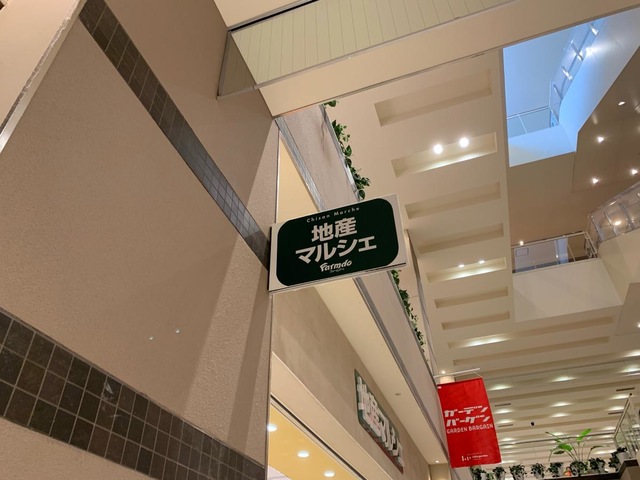 Chisan Marche
地産
マルシェ
Farmdo
ガーデン
バーゲン
GARDEN BARGAIN